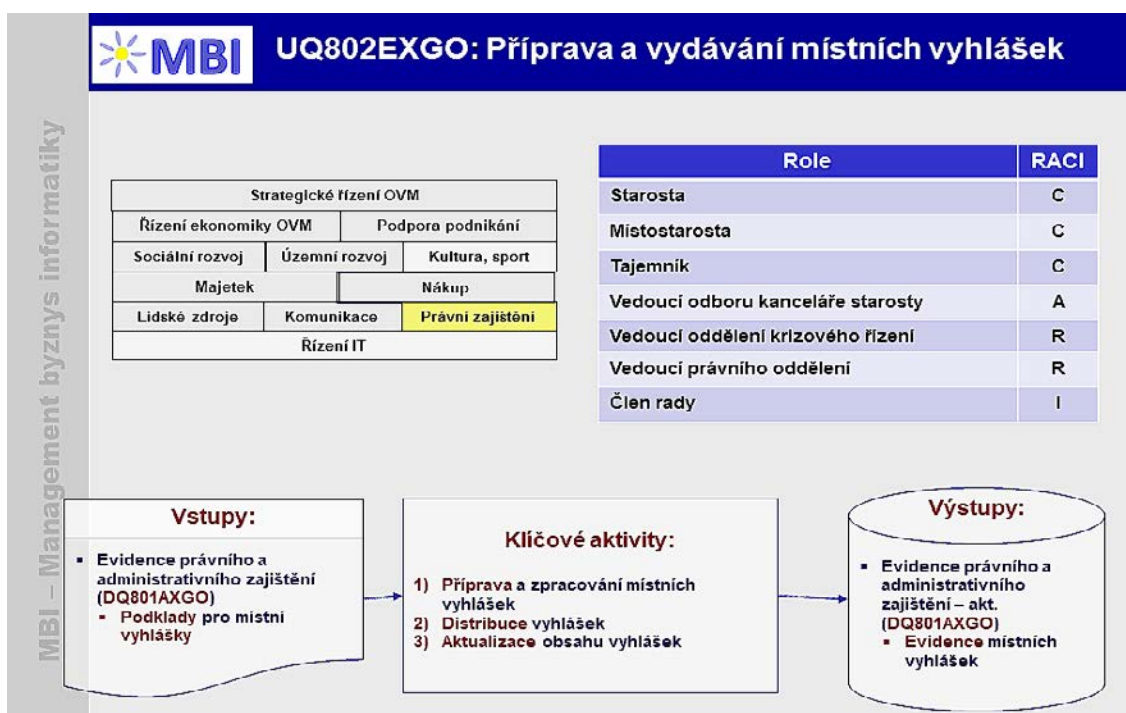 MBI
UQ802EXGO: Příprava a vydávání místních vyhlášek
MBI – Management byznys informatiky
Strategické řízení OVM
Řízení ekonomiky OVM
Podpora podnikání
Sociální rozvoj
Územní rozvoj
Kultura, sport
Majetek
Nákup
Lidské zdroje
Komunikace
Právní zajištění
Řízení IT
Role RACI
Starosta C
Místostarosta C
Tajemník C
Vedoucí odboru kanceláře starosty A
Vedoucí oddělení krizového řízení R
Vedoucí právního oddělení R
Člen rady I
Vstupy:
▪ Evidence právního a
administrativního zajištění
(DQ801AXGO)
▪ Podklady pro místní
vyhlášky
Klíčové aktivity:
1) Příprava a zpracování místních
vyhlášek
2) Distribuce vyhlášek
3) Aktualizace obsahu vyhlášek
Výstupy:
▪ Evidence právního a
administrativního
zajištění – akt.
(DQ801AXGO)
▪ Evidence místních
vyhlášek